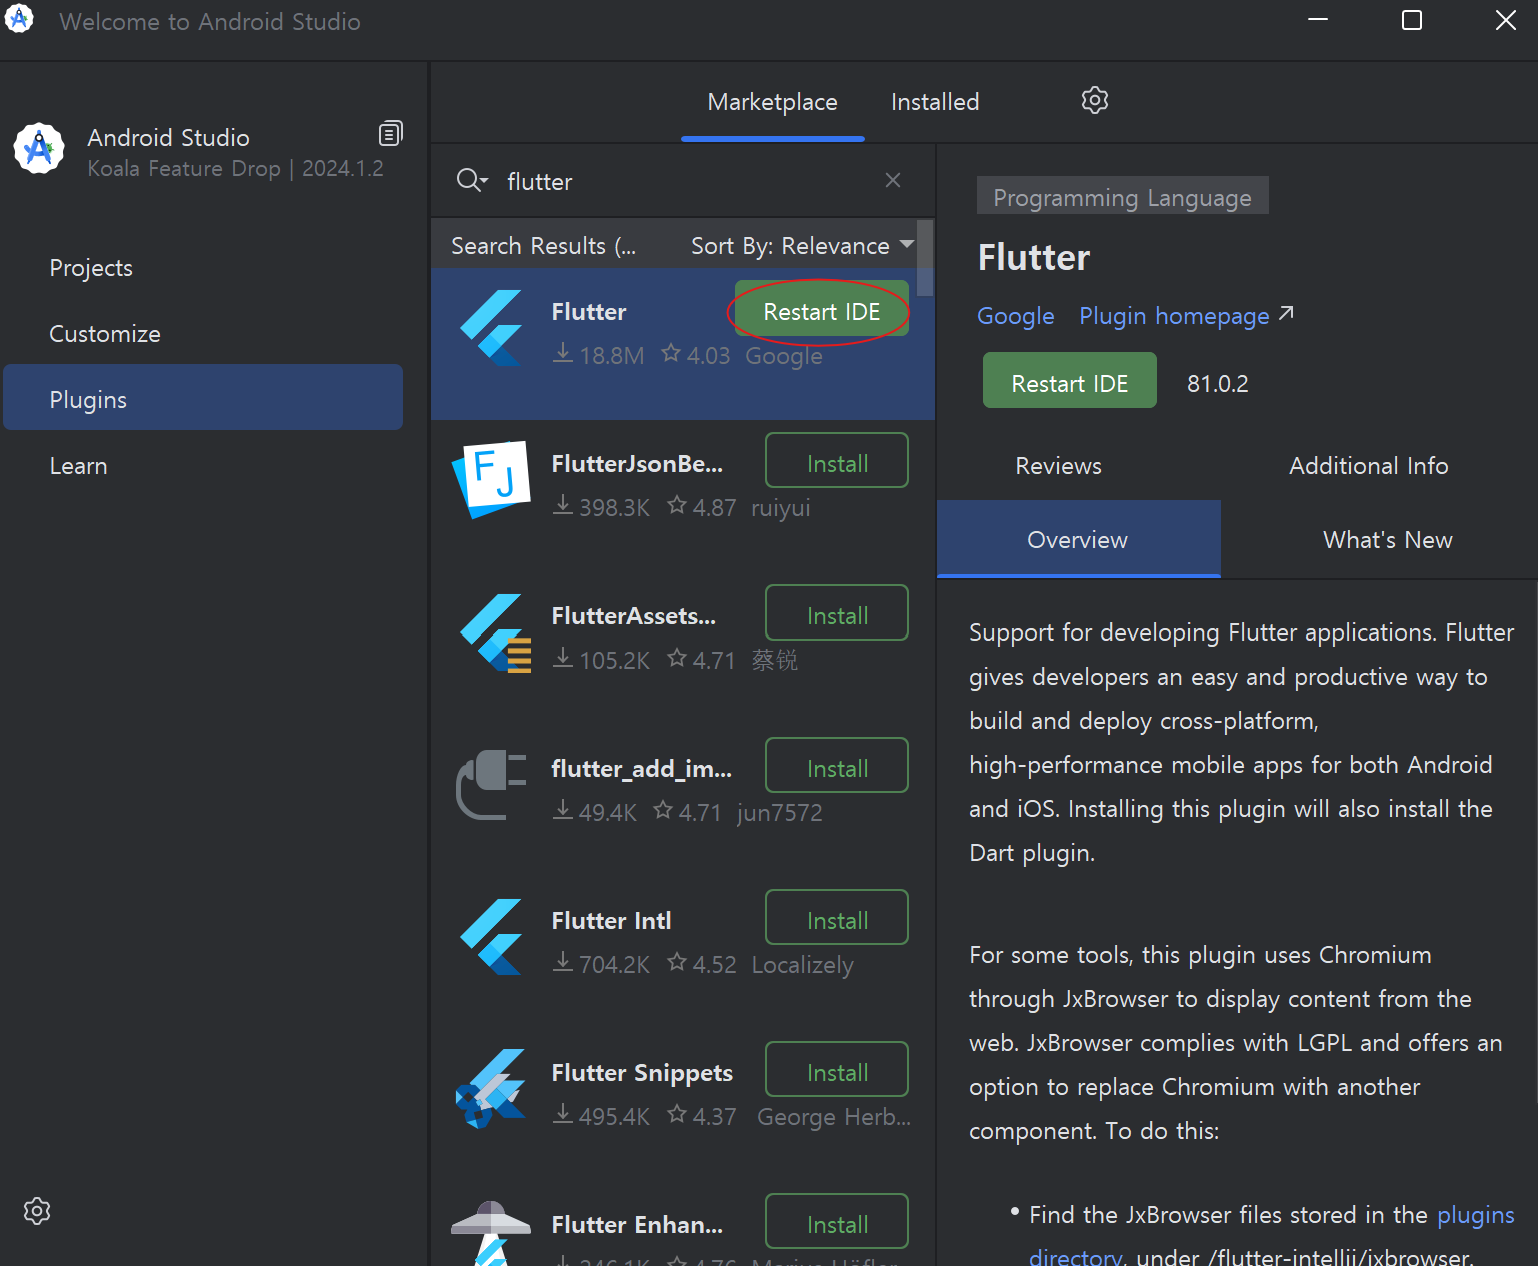 Welcome to Android Studio
Android Studio
Koala Feature Drop | 2024.1.2
Projects
Customize
Plugins
Learn
Marketplace
Installed
flutter
Search Results (...
Sort By: Relevance
Flutter
Restart IDE
18.8M 4.03 Google
F J
FlutterJsonBe...
Install
398.3K 4.87 ruiyui
FlutterAssets...
Install
105.2K 4.71 蔡锐
flutter_add_im...
Install
49.4K 4.71 jun7572
Flutter Intl
Install
704.2K 4.52 Localizely
Flutter Snippets
Install
495.4K 4.37 George Herb...
Flutter Enhan...
Install
Programming Language
Flutter
Google Plugin homepage
Restart IDE 81.0.2
Reviews
Additional Info
Overview
What's New
Support for developing Flutter applications. Flutter
gives developers an easy and productive way to
build and deploy cross-platform,
high-performance mobile apps for both Android
and iOS. Installing this plugin will also install the
Dart plugin.
For some tools, this plugin uses Chromium
through JxBrowser to display content from the
web. JxBrowser complies with LGPL and offers an
option to replace Chromium with another
component. To do this:
• Find the JxBrowser files stored in the plugins
directory, under /flutter-intellij/jxbrowser.